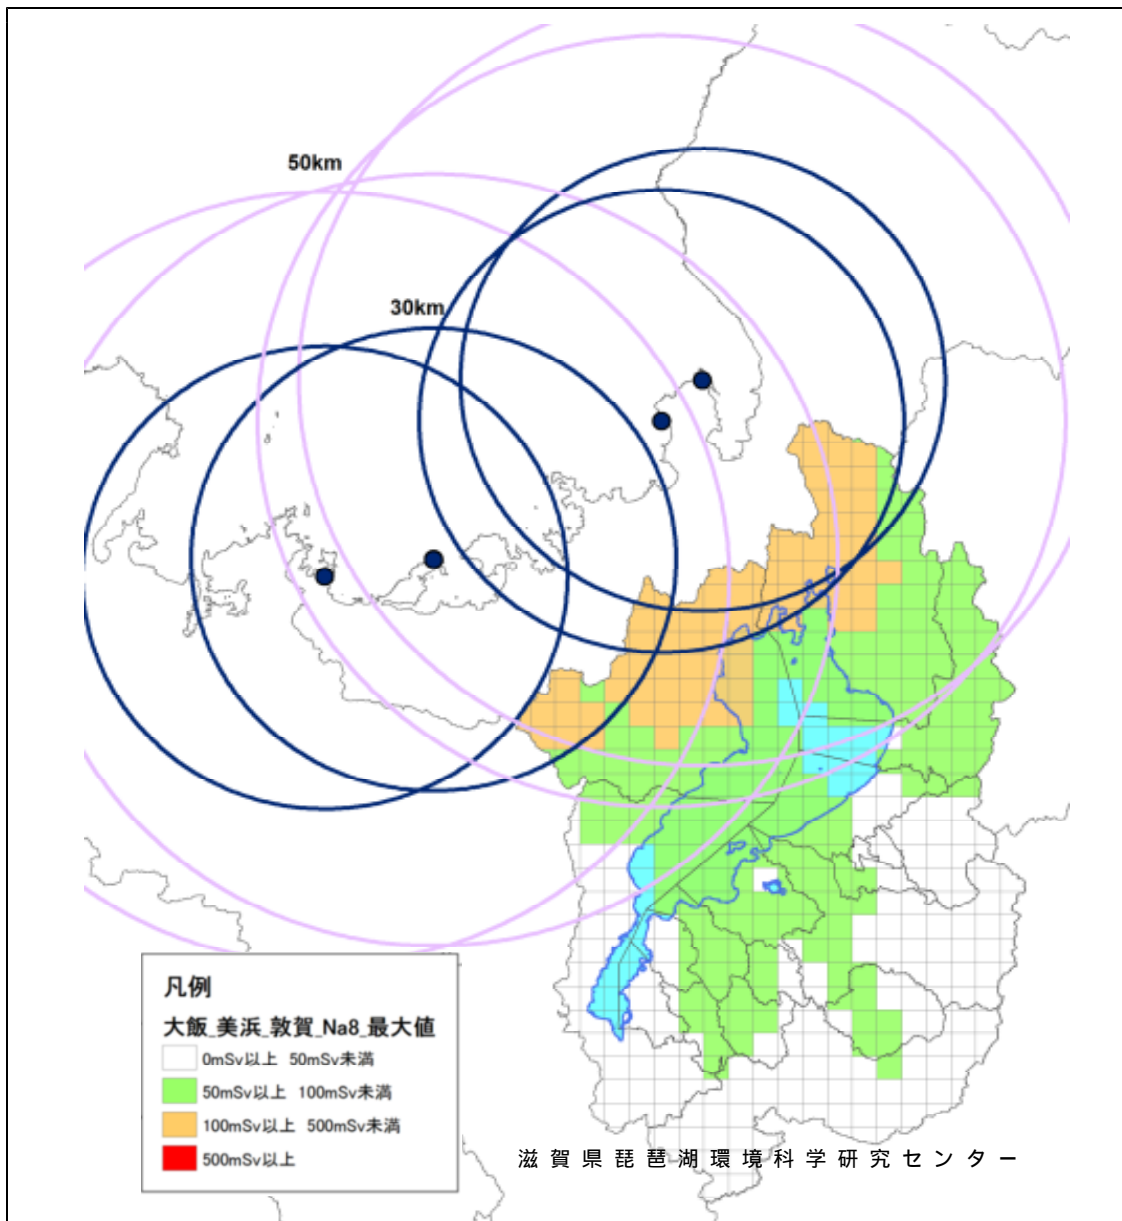 50km
30km
凡例
大飯_美浜_敦賀_Na8_最大値
0mSv以上 50mSv未満
50mSv以上 100mSv未満
100mSv以上 500mSv未満
500mSv以上
滋賀県琵琶湖環境科学研究センター